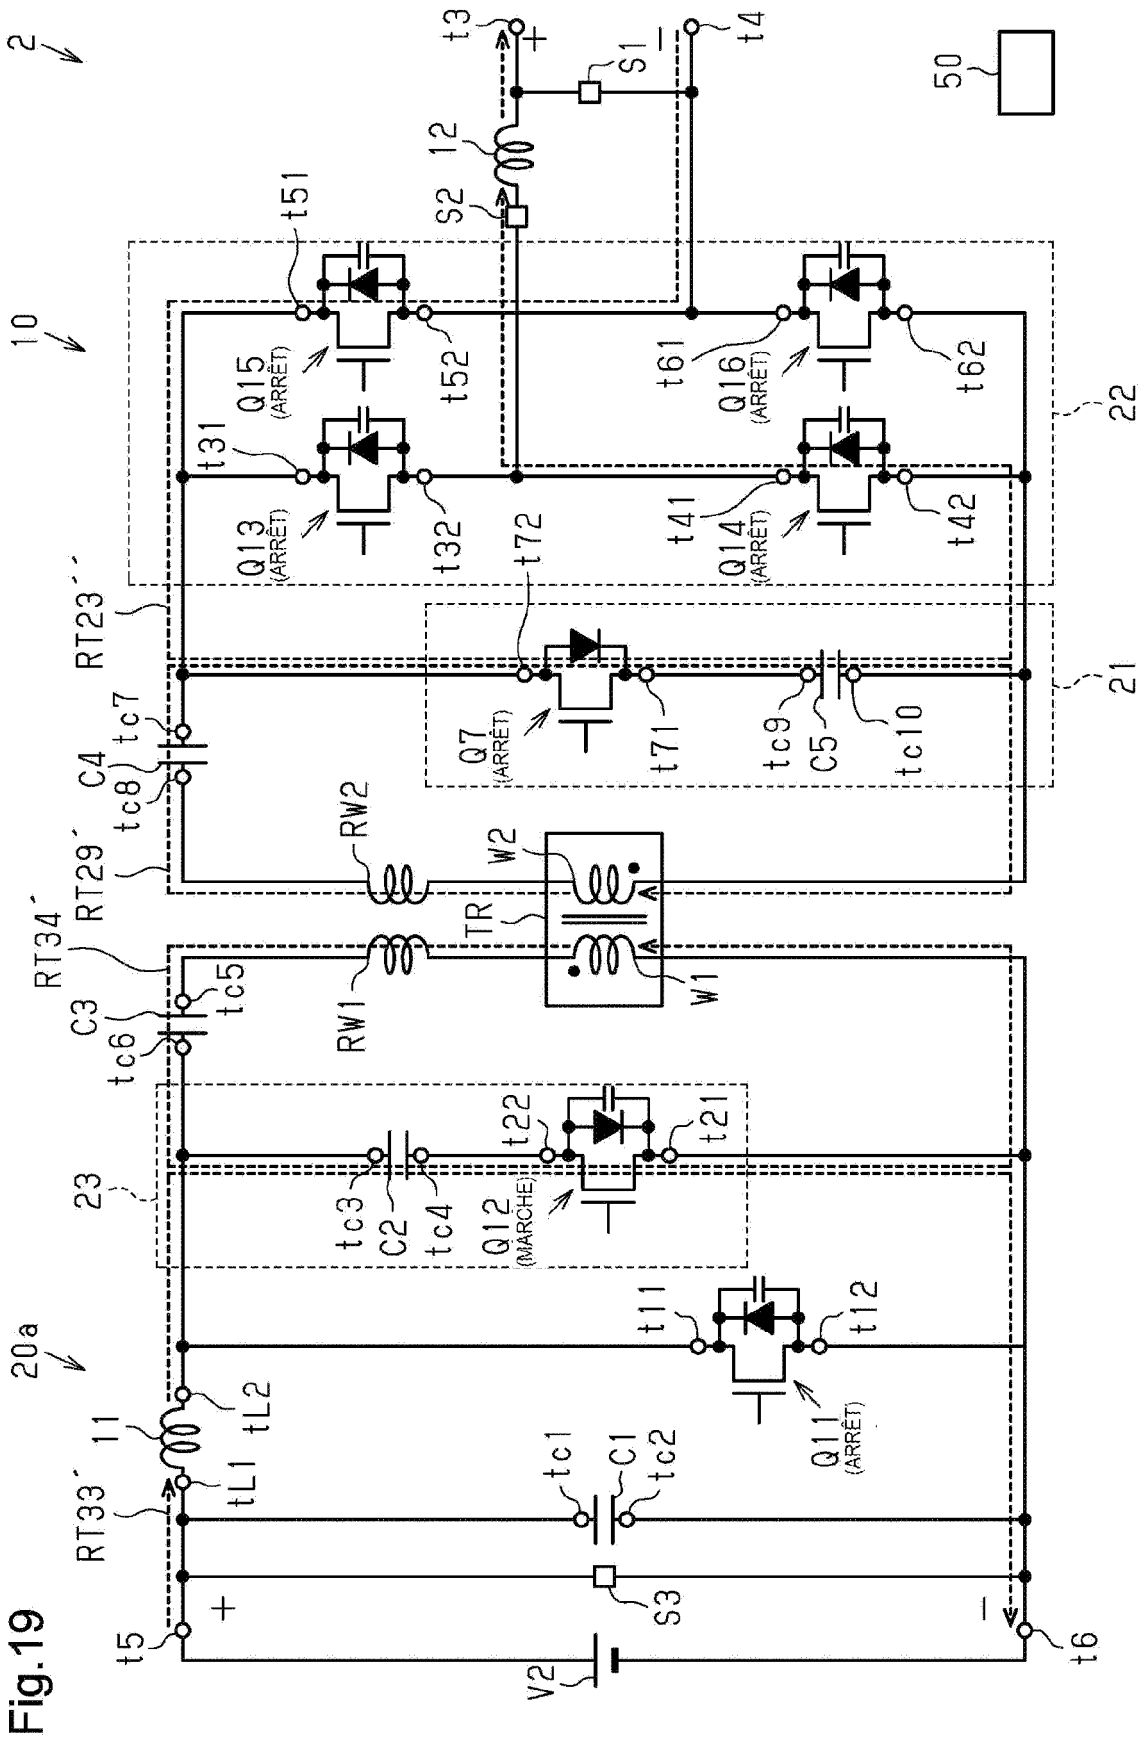 Fig.19
2
10
20a
50
t3
+
t4
−
S1
12
S2
t51
Q15
(ARRÊT)
t52
t61
Q16
(ARRÊT)
t62
22
t31
Q13
(ARRÊT)
t32
t41
Q14
(ARRÊT)
t42
RT23´´
t72
Q7
(ARRÊT)
t71
tc9
C5
tc10
21
tc7
C4
tc8
RT29´
RW2
W2
TR
RT34´
RW1
W1
tc5
C3
tc6
23
tc3
C2
tc4
t22
Q12
(MARCHE)
t21
t11
t12
Q11
(ARRÊT)
11
tL2
tL1
RT33´
tc1
C1
tc2
S3
t5
+
−
t6
V2